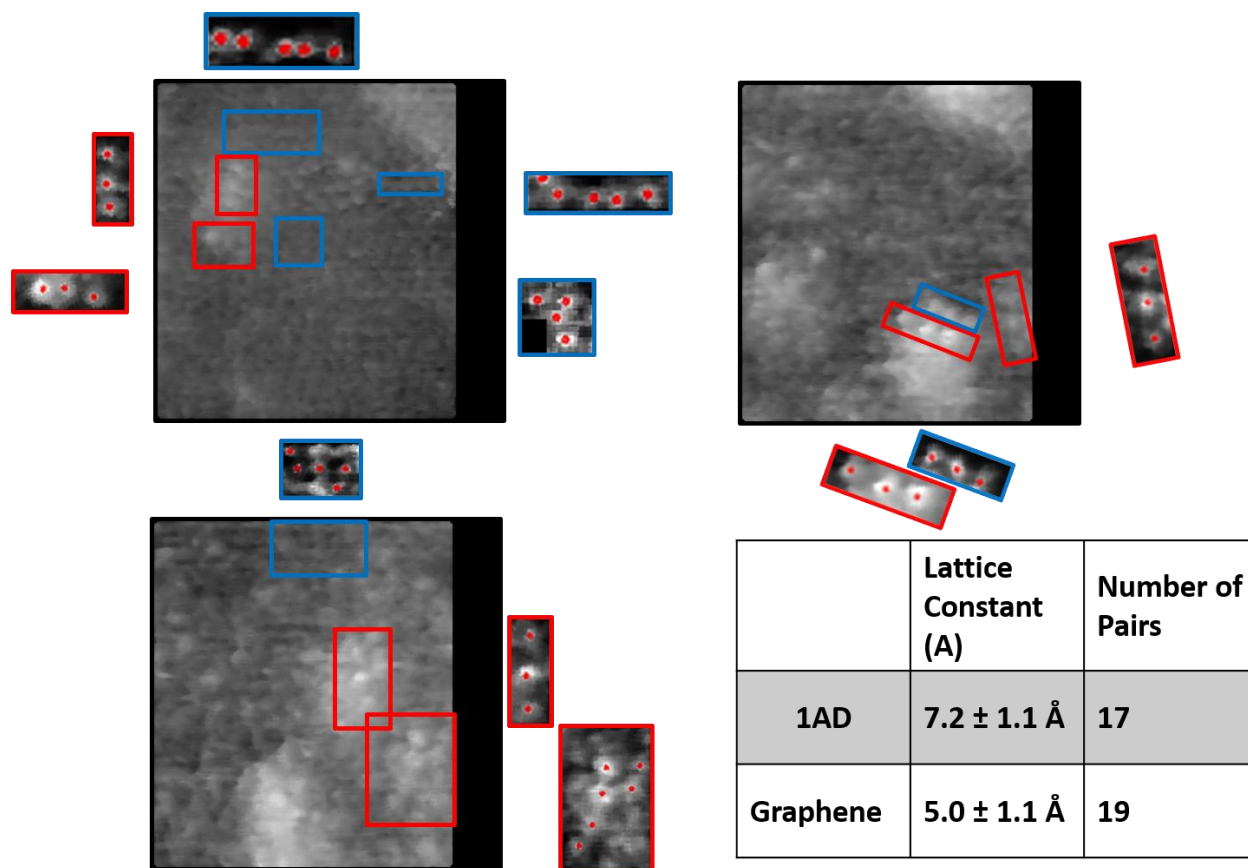 Lattice
Constant
(A)
Number of
Pairs
1AD
7.2 ± 1.1 Å
17
Graphene
5.0 ± 1.1 Å
19